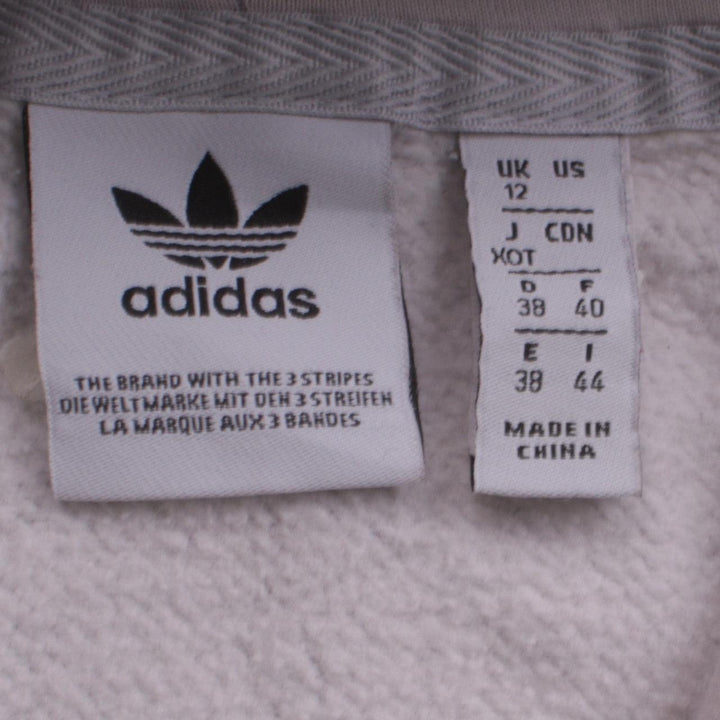 adidas
THE BRAND WITH THE 3 STRIPES
DIE WELTMARKE MIT DEN 3 STREIFEN
LA MARQUE AUX 3 BANDES
UK US
12
J CDN
XOT
D F
38 40
E I
38 44
MADE IN
CHINA